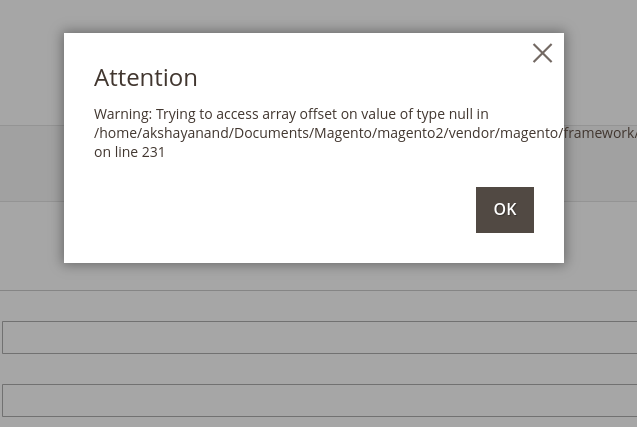 Attention
Warning: Trying to access array offset on value of type null in
/home/akshayanand/Documents/Magento/magento2/vendor/magento/framework/
on line 231
OK